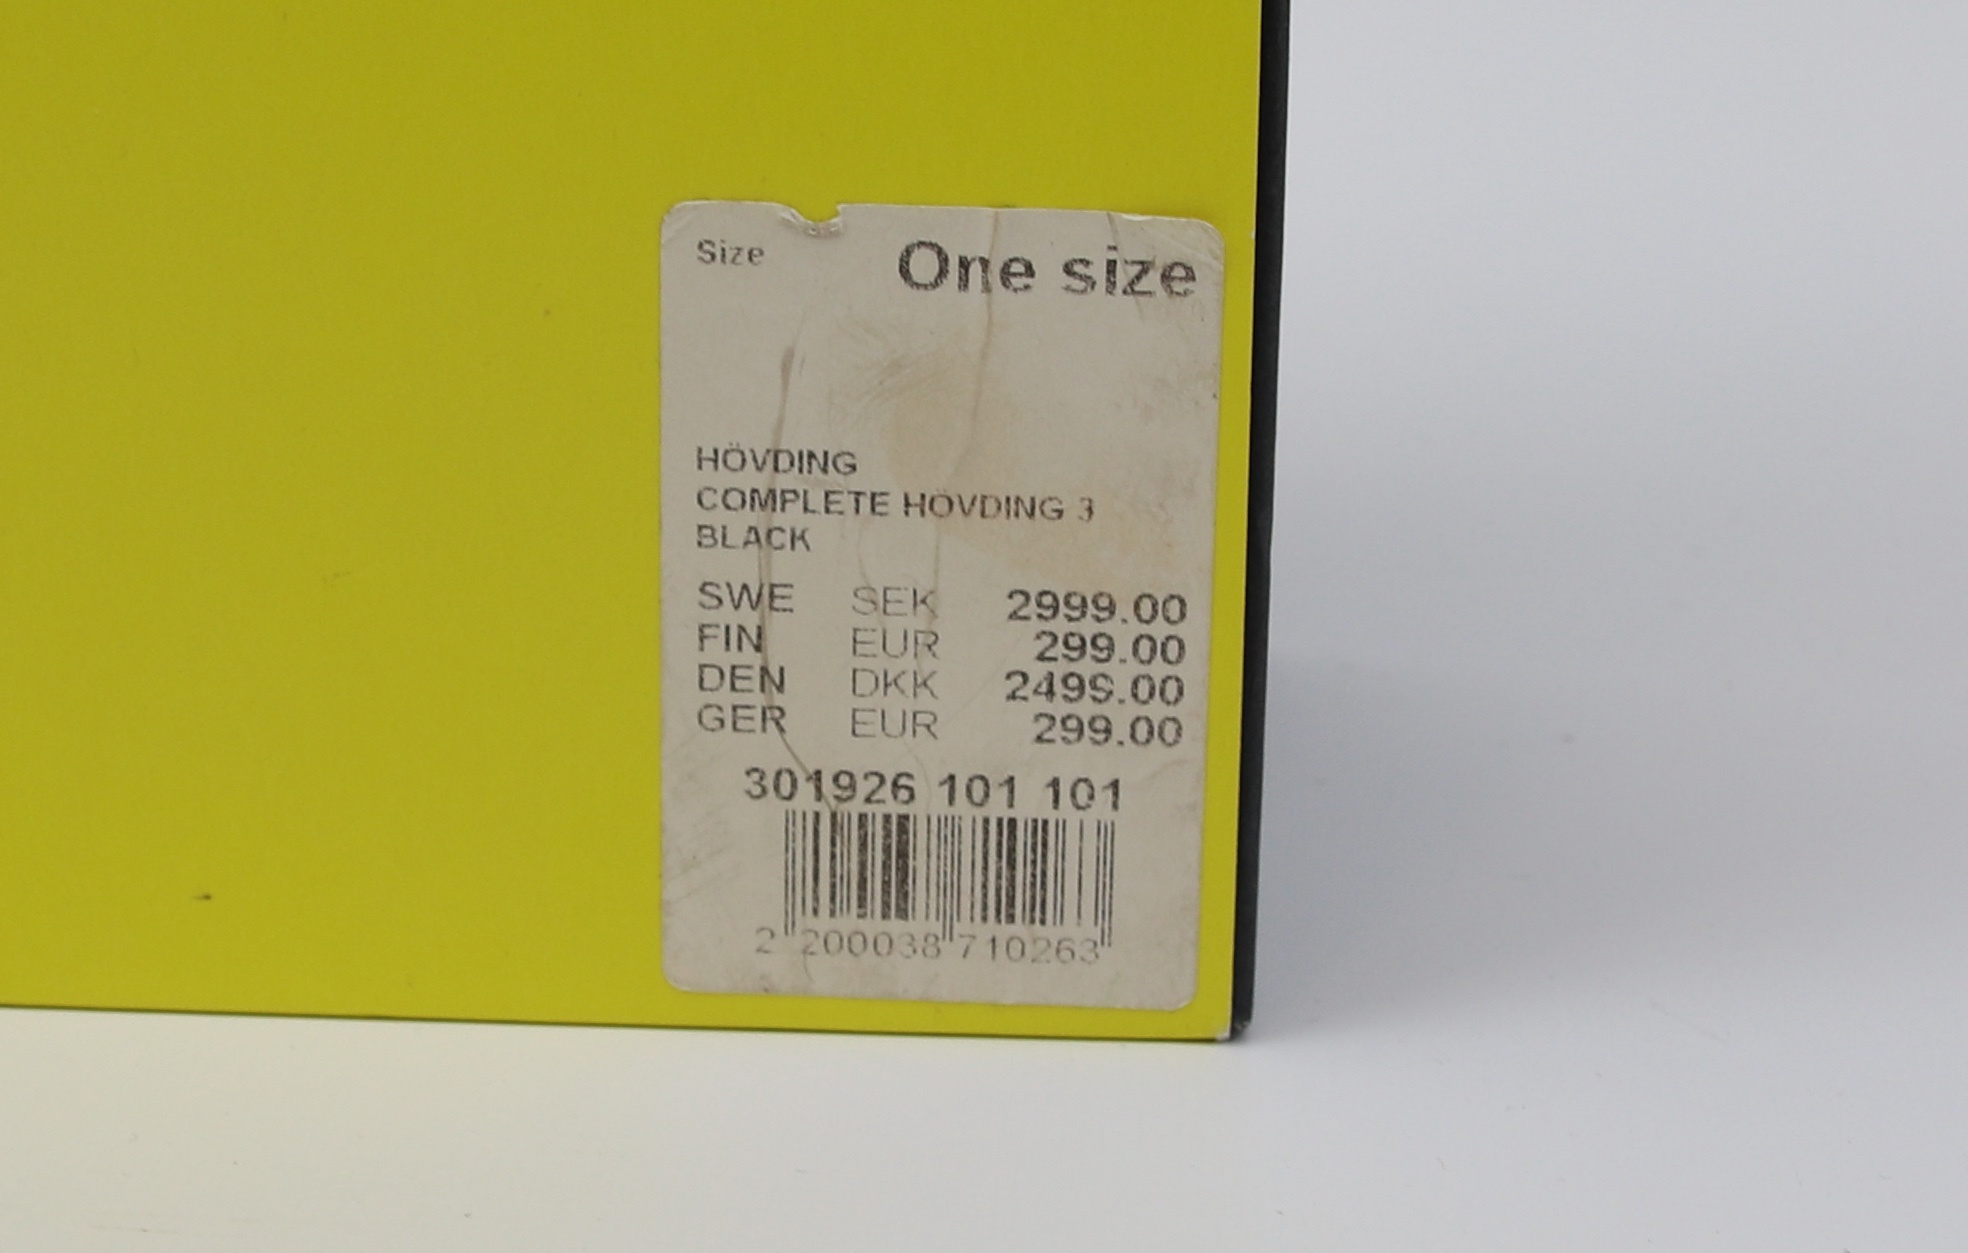 Size One size
HÖVDING
COMPLETE HÖVDING 3
BLACK
SWE SEK 2999.00
FIN EUR 299.00
DEN DKK 2499.00
GER EUR 299.00
301926 101 101
2 200038 710263